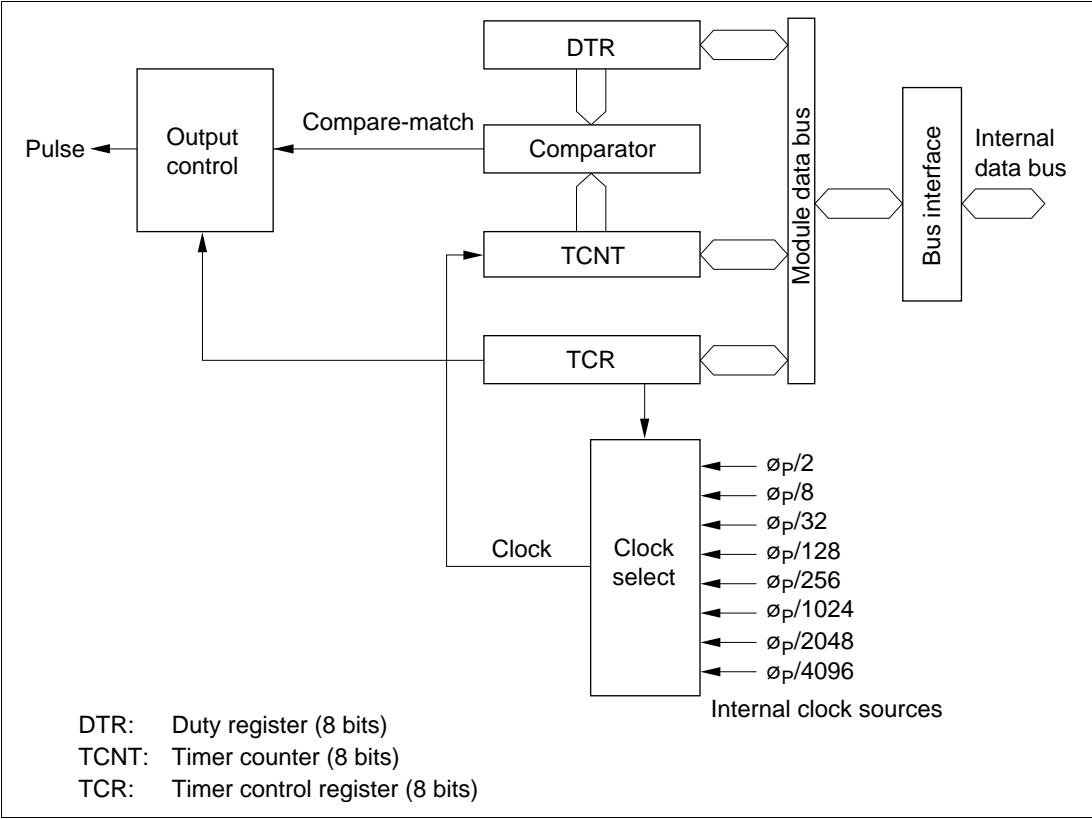 DTR
Compare-match
Pulse
Output
control
Comparator
TCNT
TCR
Module data bus
Bus interface
Internal
data bus
Clock
Clock
select
øP/2
øP/8
øP/32
øP/128
øP/256
øP/1024
øP/2048
øP/4096
Internal clock sources
DTR: Duty register (8 bits)
TCNT: Timer counter (8 bits)
TCR: Timer control register (8 bits)